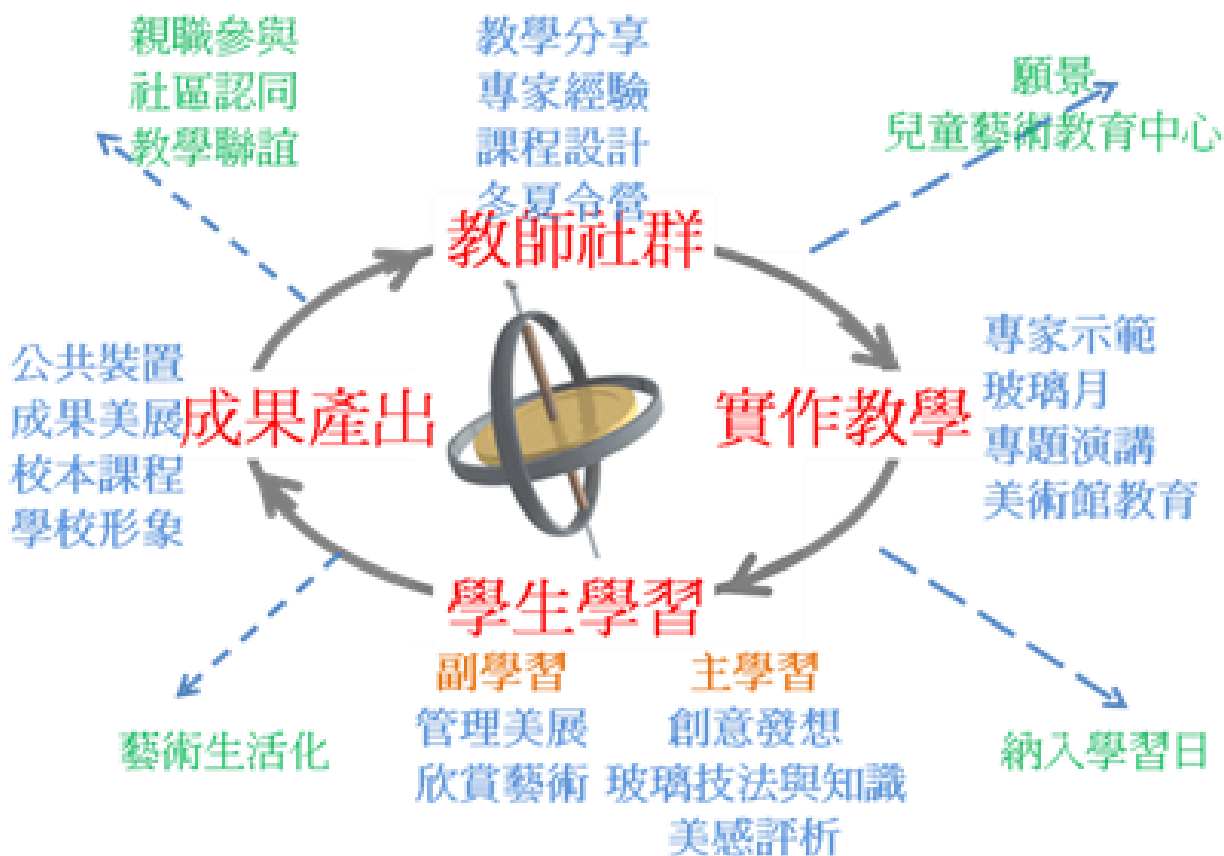 親職參與
社區認同
教學聯誼
教學分享
專家經驗
課程設計
冬夏令營
願景
兒童藝術教育中心
教師社群
公共裝置
成果美展
校本課程
學校形象
成果產出
實作教學
專家示範
玻璃月
專題演講
美術館教育
學生學習
副學習
管理美展
欣賞藝術
主學習
創意發想
玻璃技法與知識
美感評析
藝術生活化
納入學習日